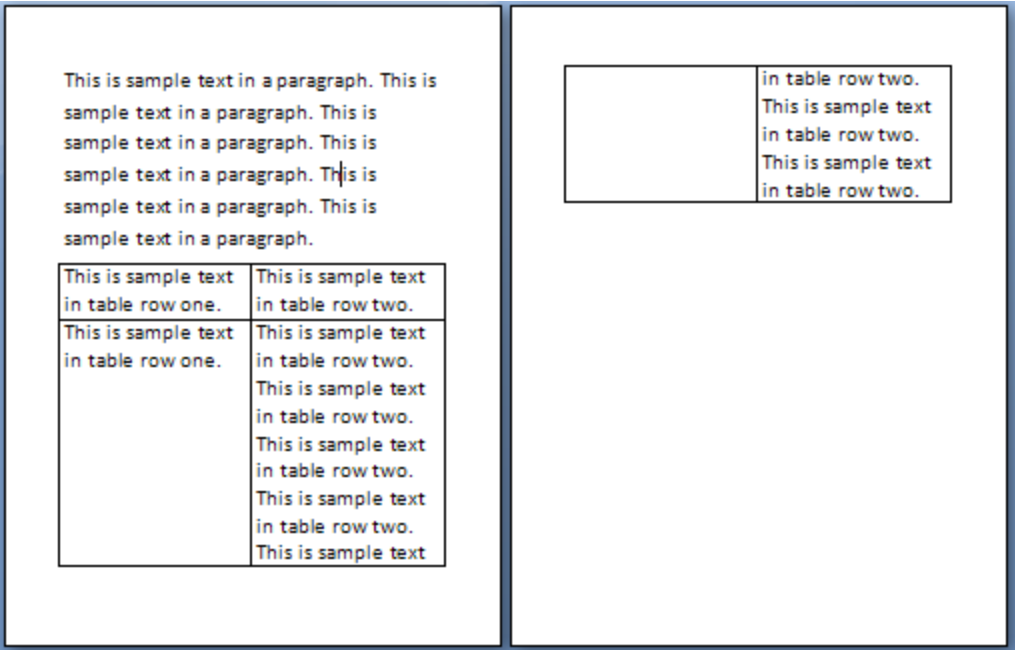 This is sample text in a paragraph. This is
sample text in a paragraph. This is
sample text in a paragraph. This is
sample text in a paragraph. This is
sample text in a paragraph. This is
sample text in a paragraph.
This is sample text
in table row one.
This is sample text
in table row two.
This is sample text
in table row one.
This is sample text
in table row two.
This is sample text
in table row two.
This is sample text
in table row two.
This is sample text
in table row two.
This is sample text
in table row two.
This is sample text
in table row two.
This is sample text
in table row two.